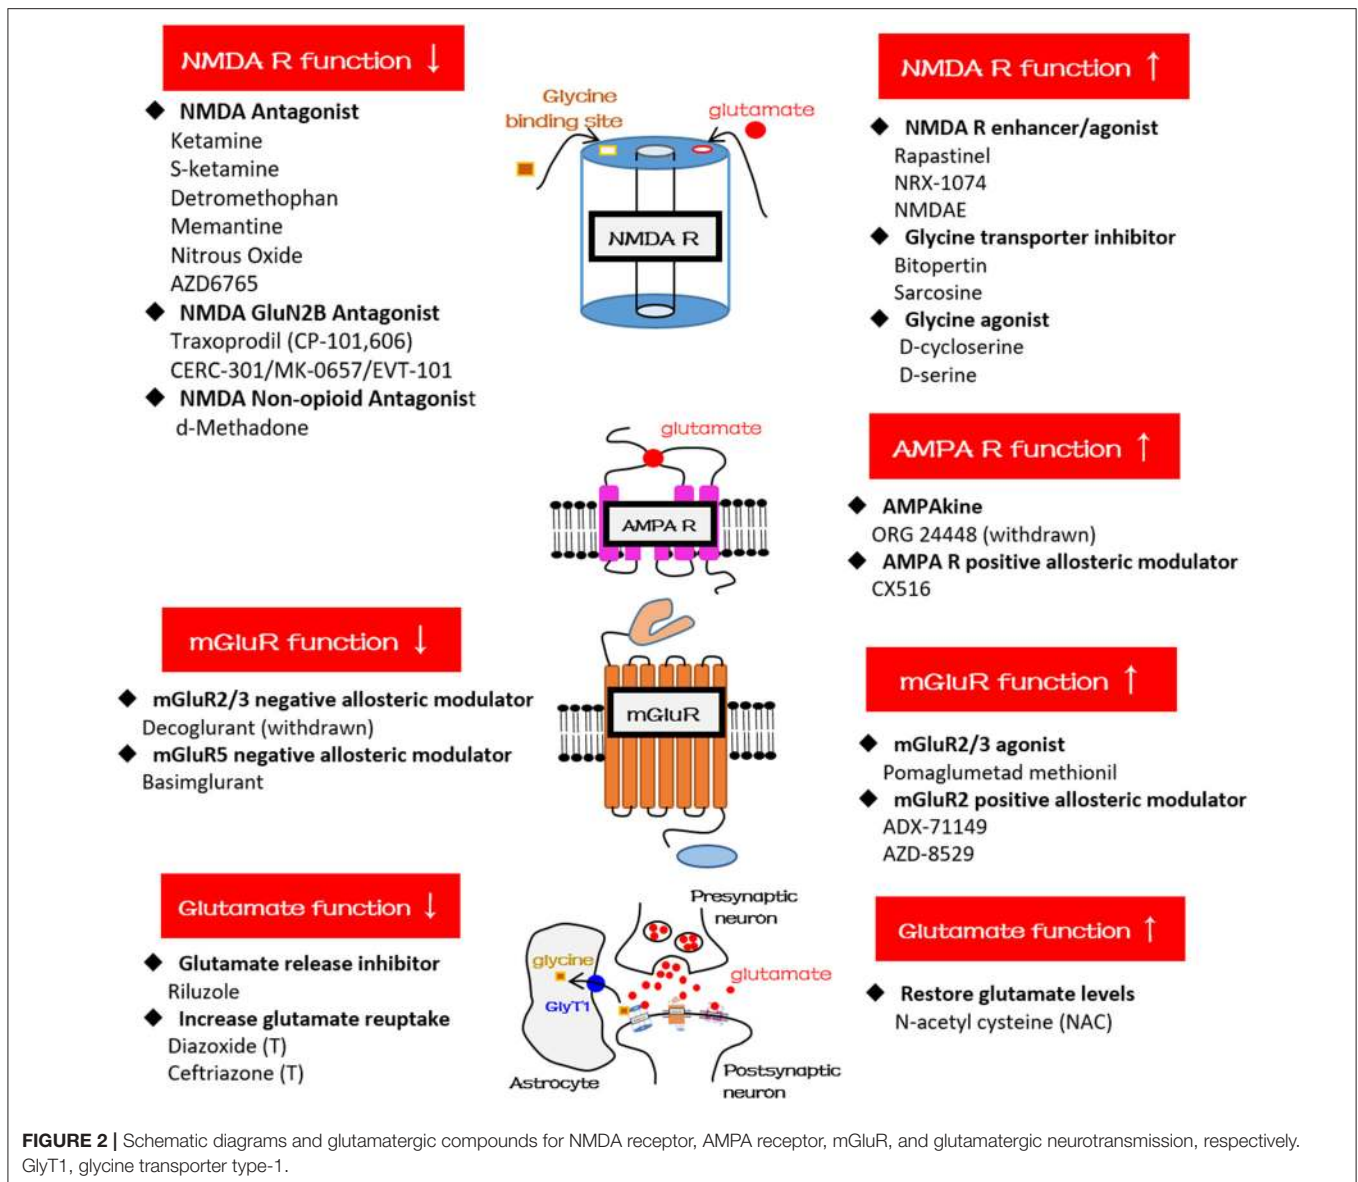 NMDA R function ↓
◆ NMDA Antagonist
Ketamine
S-ketamine
Detromethophan
Memantine
Nitrous Oxide
AZD6765
◆ NMDA GluN2B Antagonist
Traxoprodil (CP-101,606)
CERC-301/MK-0657/EVT-101
◆ NMDA Non-opioid Antagonist
d-Methadone
Glycine
binding site
glutamate
NMDA R
NMDA R function ↑
◆ NMDA R enhancer/agonist
Rapastinel
NRX-1074
NMDAE
◆ Glycine transporter inhibitor
Bitopertin
Sarcosine
◆ Glycine agonist
D-cycloserine
D-serine
glutamate
AMPA R
AMPA R function ↑
◆ AMPAkine
ORG 24448 (withdrawn)
◆ AMPA R positive allosteric modulator
CX516
mGluR function ↓
◆ mGluR2/3 negative allosteric modulator
Decoglurant (withdrawn)
◆ mGluR5 negative allosteric modulator
Basimglurant
mGluR
mGluR function ↑
◆ mGluR2/3 agonist
Pomaglumetad methionil
◆ mGluR2 positive allosteric modulator
ADX-71149
AZD-8529
Glutamate function ↓
◆ Glutamate release inhibitor
Riluzole
◆ Increase glutamate reuptake
Diazoxide (T)
Ceftriazone (T)
Presynaptic
neuron
glycine
glutamate
GlyT1
Astrocyte
Postsynaptic
neuron
Glutamate function ↑
◆ Restore glutamate levels
N-acetyl cysteine (NAC)
FIGURE 2 | Schematic diagrams and glutamatergic compounds for NMDA receptor, AMPA receptor, mGluR, and glutamatergic neurotransmission, respectively.
GlyT1, glycine transporter type-1.